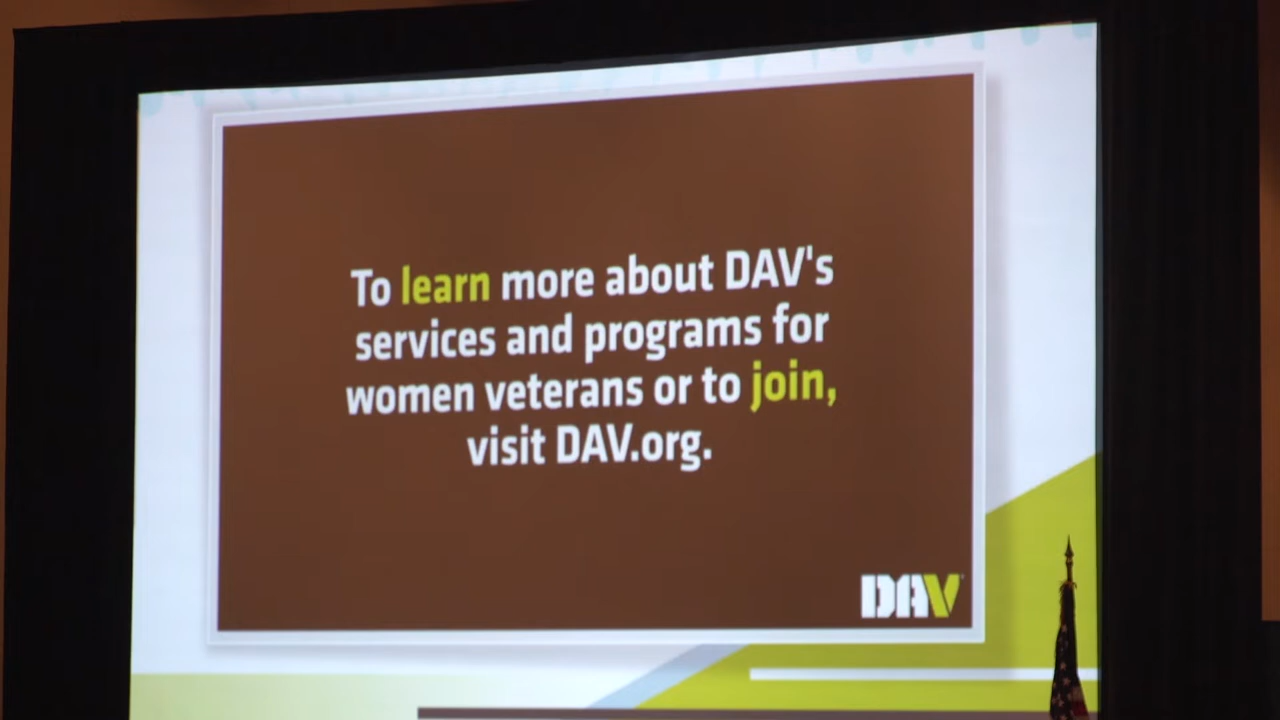 To learn more about DAV's
services and programs for
women veterans or to join,
visit DAV.org.
DAV